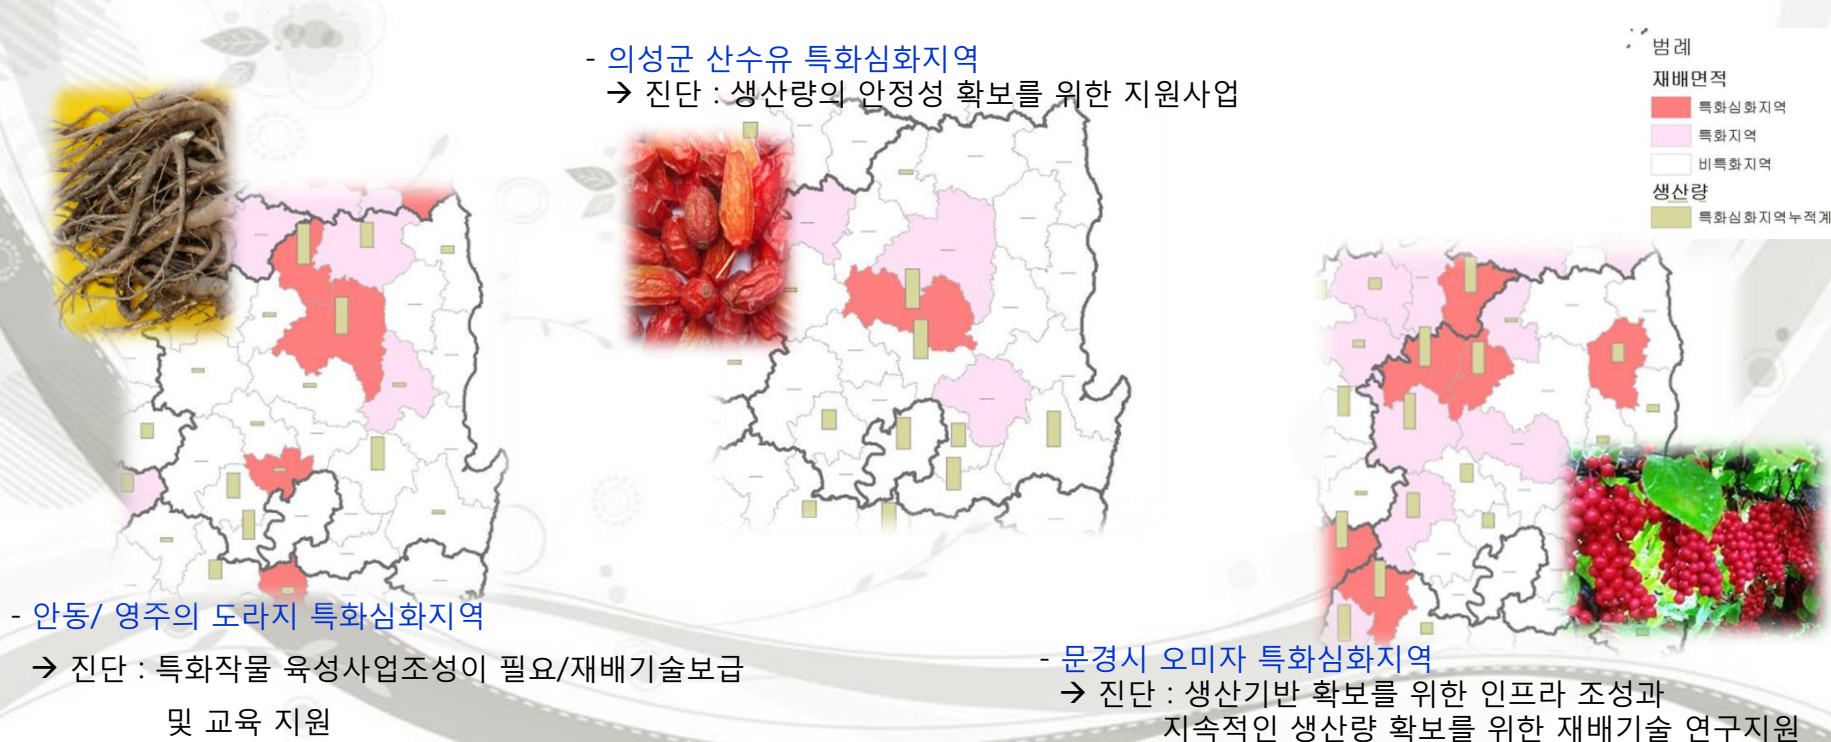 - 의성군 산수유 특화심화지역
→ 진단 : 생산량의 안정성 확보를 위한 지원사업
범례
재배면적
특화심화지역
특화지역
비특화지역
생산량
특화심화지역누적계
- 안동/ 영주의 도라지 특화심화지역
→ 진단 : 특화작물 육성사업조성이 필요/재배기술보급
및 교육 지원
- 문경시 오미자 특화심화지역
→ 진단 : 생산기반 확보를 위한 인프라 조성과
지속적인 생산량 확보를 위한 재배기술 연구지원